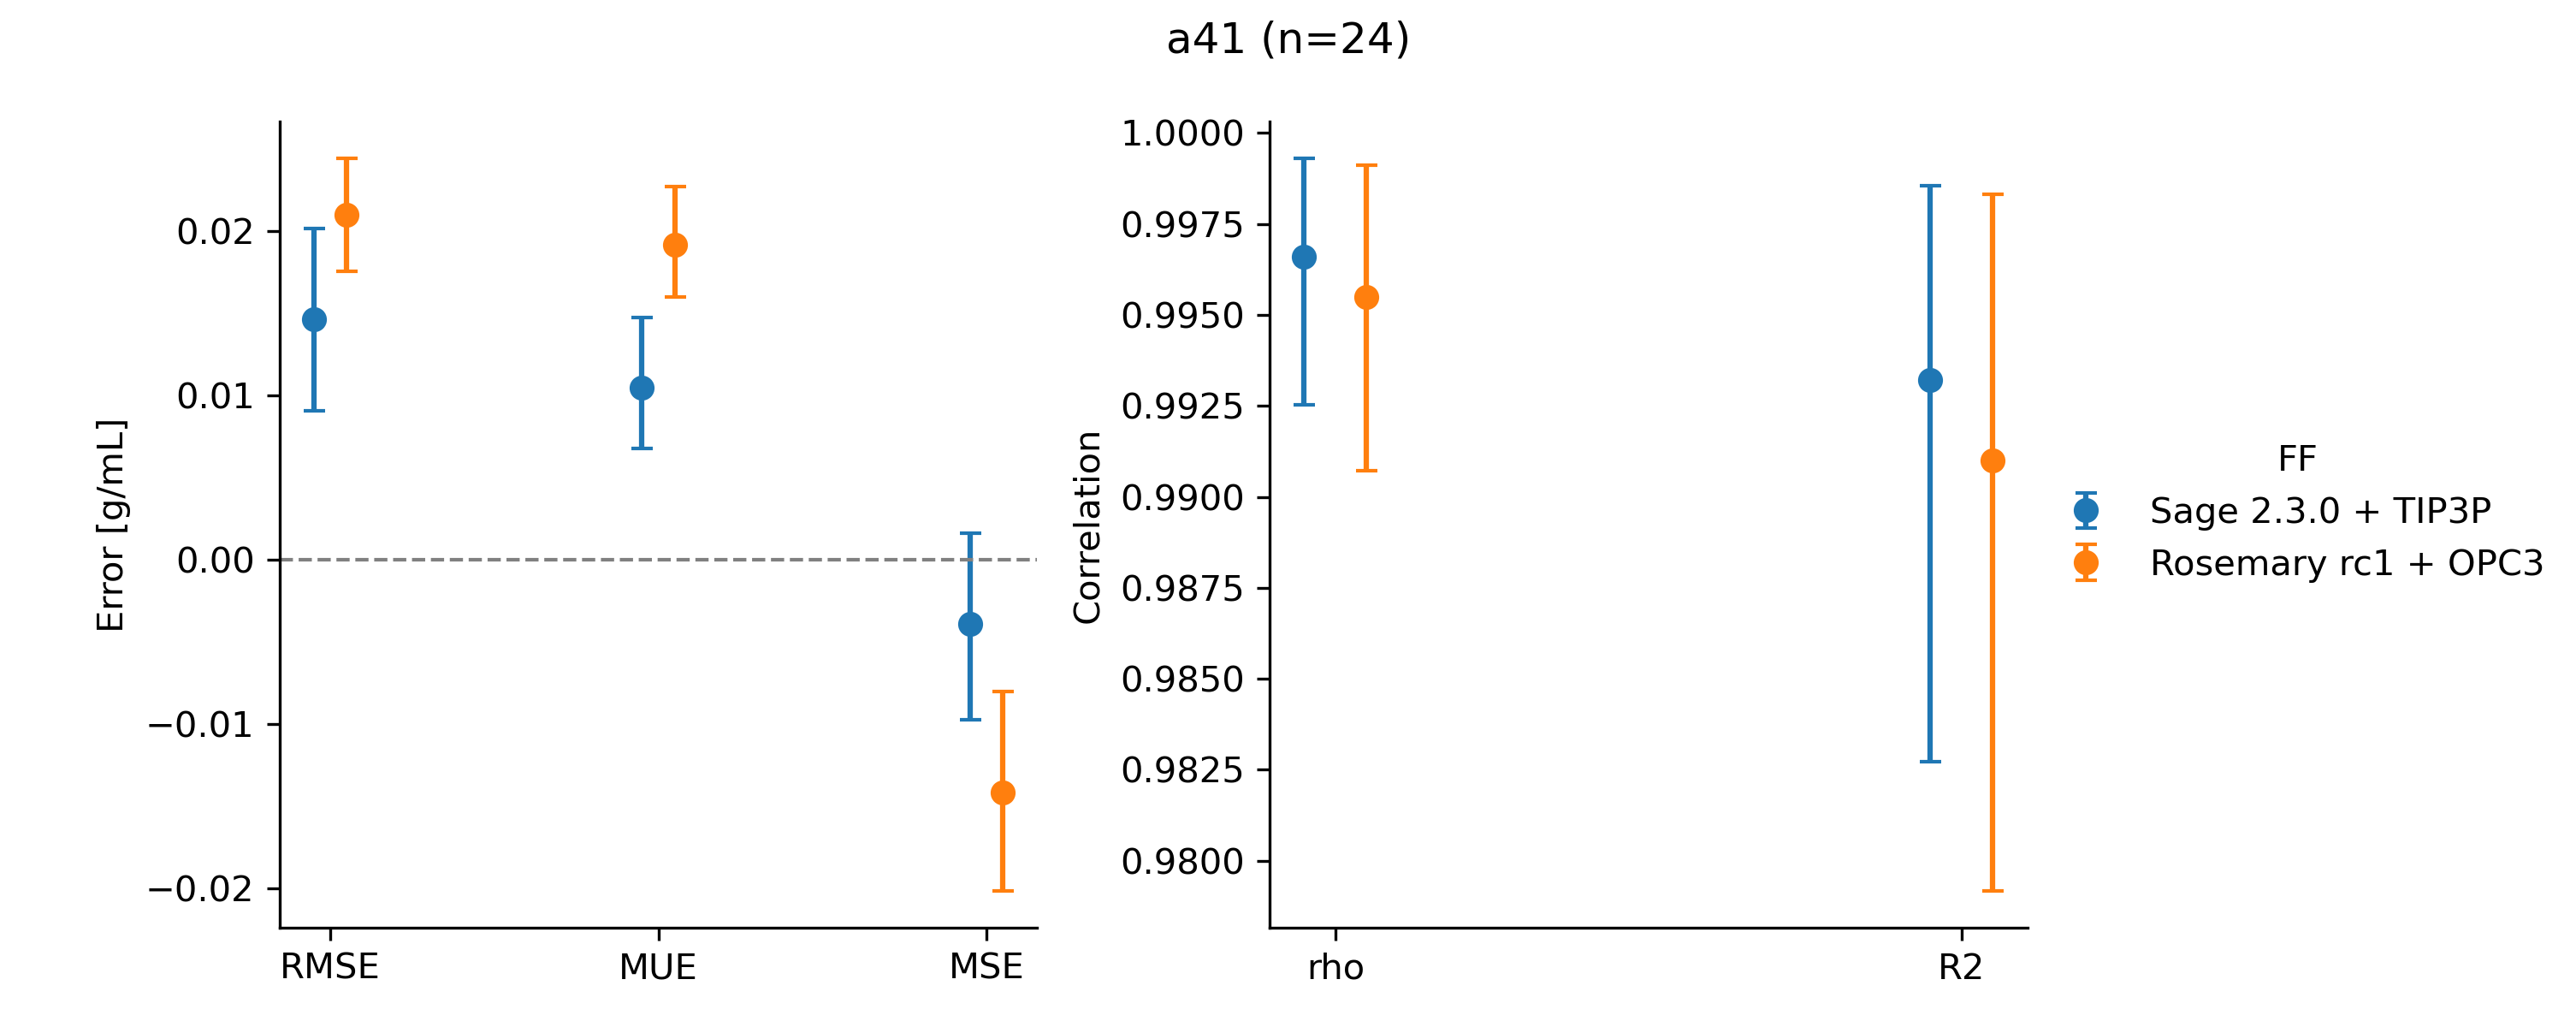 a41 (n=24)
Error [g/mL]
0.02
0.01
0.00
−0.01
−0.02
RMSE
MUE
MSE
Correlation
1.0000
0.9975
0.9950
0.9925
0.9900
0.9875
0.9850
0.9825
0.9800
rho
R2
FF
Sage 2.3.0 + TIP3P
Rosemary rc1 + OPC3